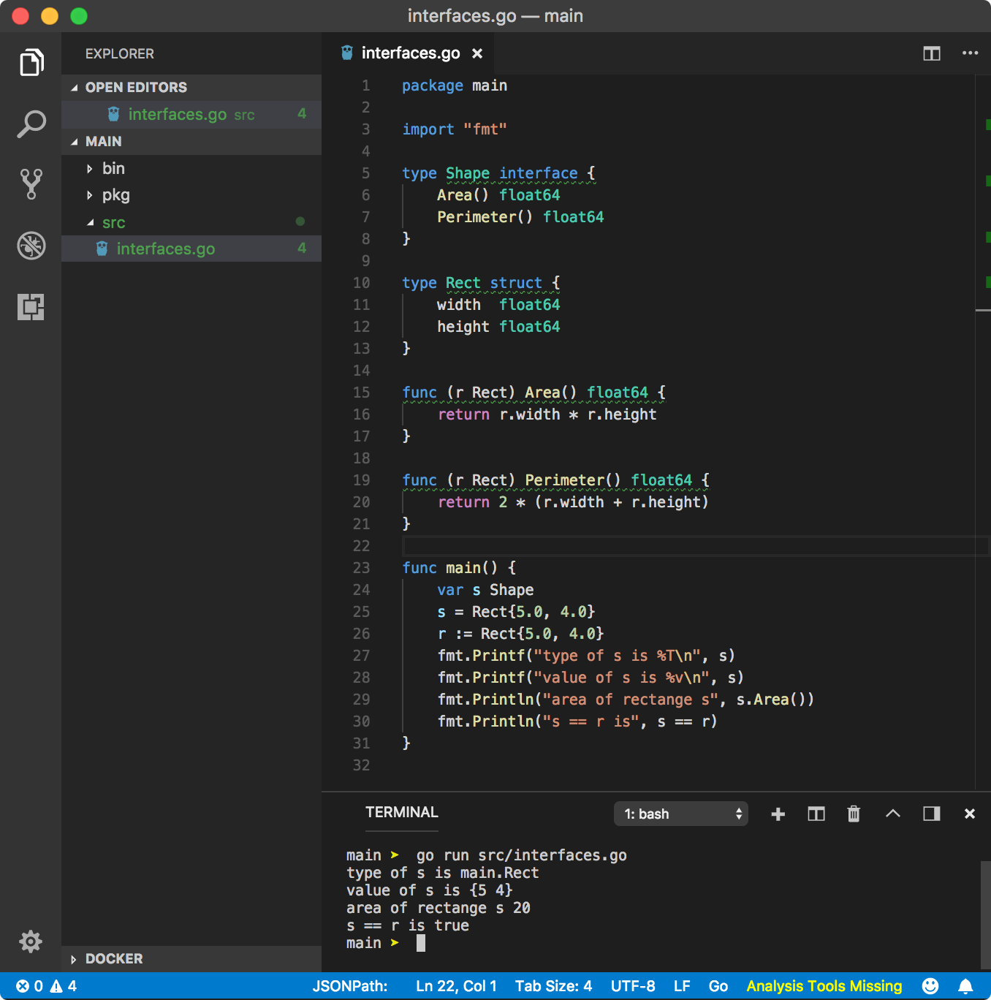 interfaces.go — main
EXPLORER
OPEN EDITORS
interfaces.go src 4
MAIN
bin
pkg
src
interfaces.go 4
DOCKER
interfaces.go
1 package main
2
3 import "fmt"
4
5 type Shape interface {
6 Area() float64
7 Perimeter() float64
8 }
9
10 type Rect struct {
11 width  float64
12 height float64
13 }
14
15 func (r Rect) Area() float64 {
16 return r.width * r.height
17 }
18
19 func (r Rect) Perimeter() float64 {
20 return 2 * (r.width + r.height)
21 }
22
23 func main() {
24 var s Shape
25 s = Rect{5.0, 4.0}
26 r := Rect{5.0, 4.0}
27 fmt.Printf("type of s is %T\n", s)
28 fmt.Printf("value of s is %v\n", s)
29 fmt.Println("area of rectange s", s.Area())
30 fmt.Println("s == r is", s == r)
31 }
32
TERMINAL
1: bash
main ➤ go run src/interfaces.go
type of s is main.Rect
value of s is {5 4}
area of rectange s 20
s == r is true
main ➤
0 4 JSONPath: Ln 22, Col 1 Tab Size: 4 UTF-8 LF Go Analysis Tools Missing